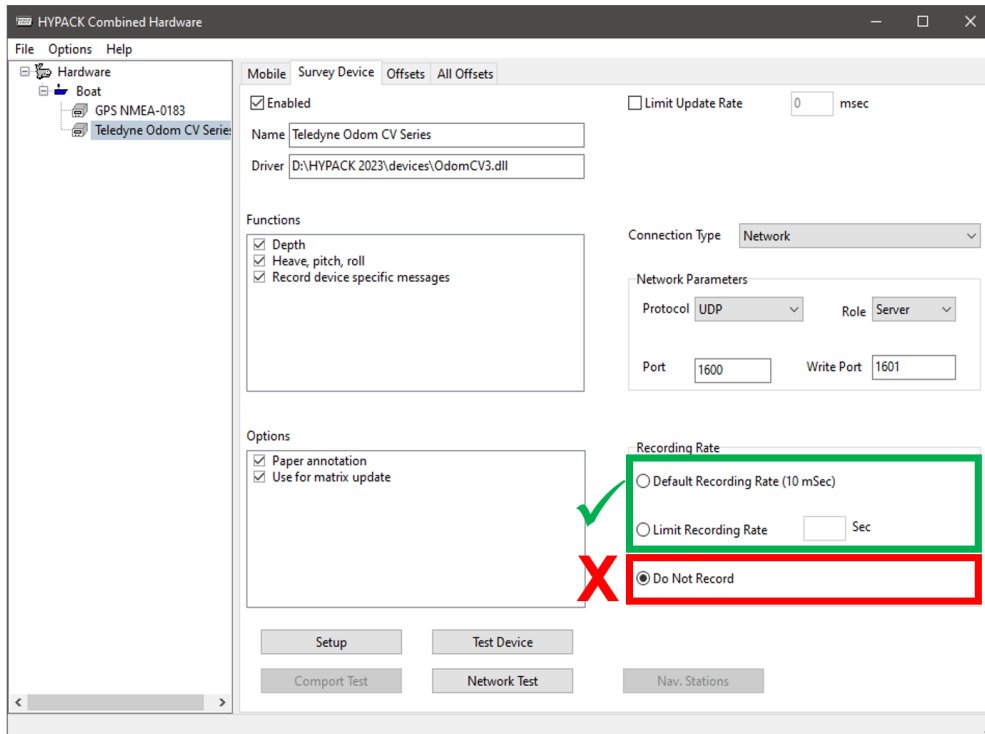 HYPACK Combined Hardware
File Options Help
Hardware
Boat
GPS NMEA-0183
Teledyne Odom CV Serie
Mobile Survey Device Offsets All Offsets
Enabled
Limit Update Rate 0 msec
Name Teledyne Odom CV Series
Driver D:\HYPACK 2023\devices\OdomCV3.dll
Functions
Depth
Heave, pitch, roll
Record device specific messages
Connection Type Network
Network Parameters
Protocol UDP Role Server
Port 1600 Write Port 1601
Options
Paper annotation
Use for matrix update
Recording Rate
Default Recording Rate (10 mSec)
Limit Recording Rate Sec
X Do Not Record
Setup Test Device
Comport Test Network Test Nav. Stations